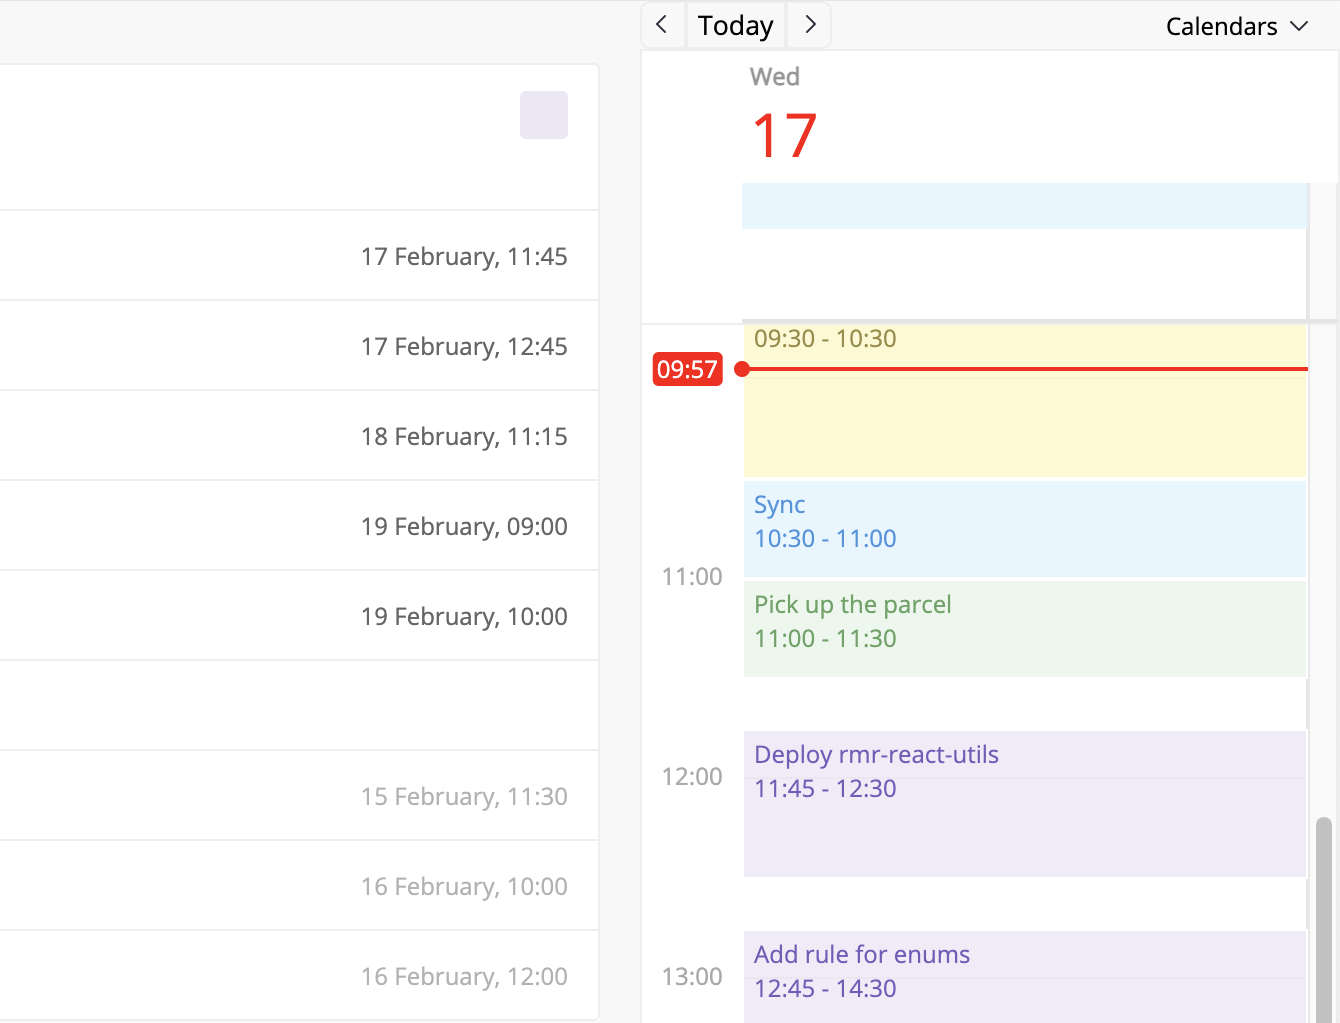 Today
Calendars
Wed
17
17 February, 11:45
17 February, 12:45
18 February, 11:15
19 February, 09:00
19 February, 10:00
15 February, 11:30
16 February, 10:00
16 February, 12:00
09:30 - 10:30
09:57
Sync
10:30 - 11:00
11:00
Pick up the parcel
11:00 - 11:30
Deploy rmr-react-utils
12:00
11:45 - 12:30
Add rule for enums
13:00
12:45 - 14:30